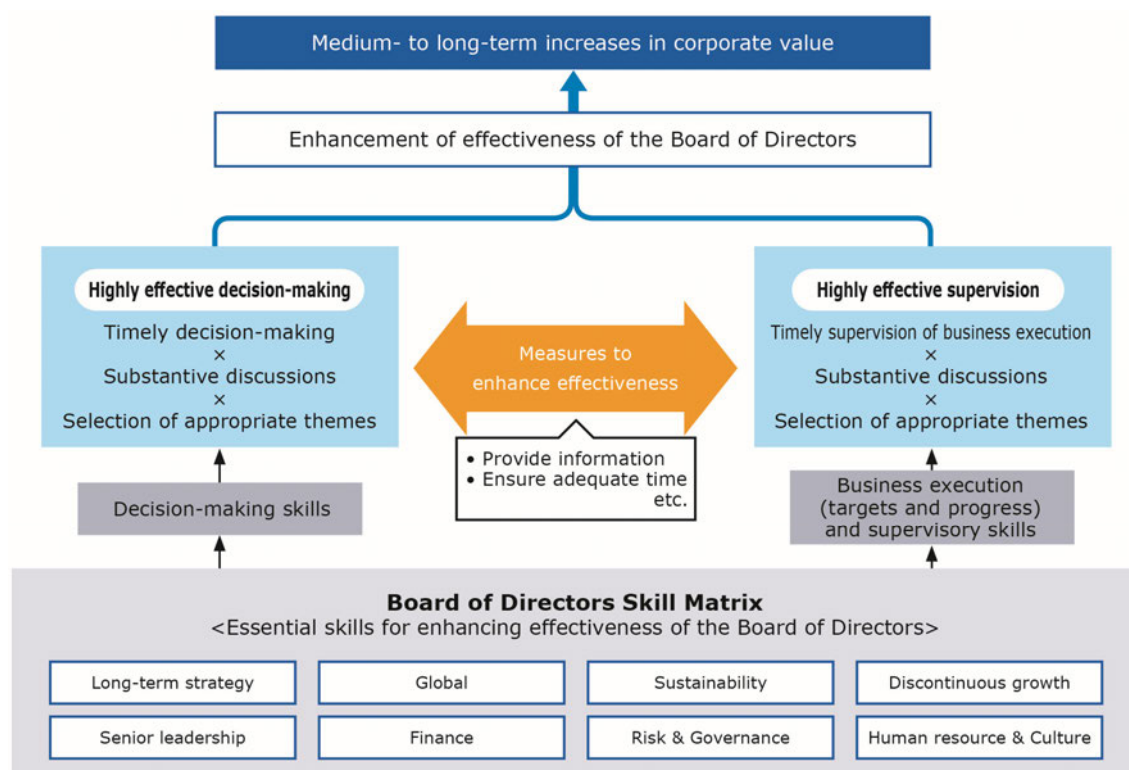 Medium- to long-term increases in corporate value
Enhancement of effectiveness of the Board of Directors
Highly effective decision-making
Timely decision-making
×
Substantive discussions
×
Selection of appropriate themes
Measures to
enhance effectiveness
• Provide information
• Ensure adequate time
etc.
Highly effective supervision
Timely supervision of business execution
×
Substantive discussions
×
Selection of appropriate themes
Decision-making skills
Business execution
(targets and progress)
and supervisory skills
Board of Directors Skill Matrix
<Essential skills for enhancing effectiveness of the Board of Directors>
Long-term strategy
Global
Sustainability
Discontinuous growth
Senior leadership
Finance
Risk & Governance
Human resource & Culture